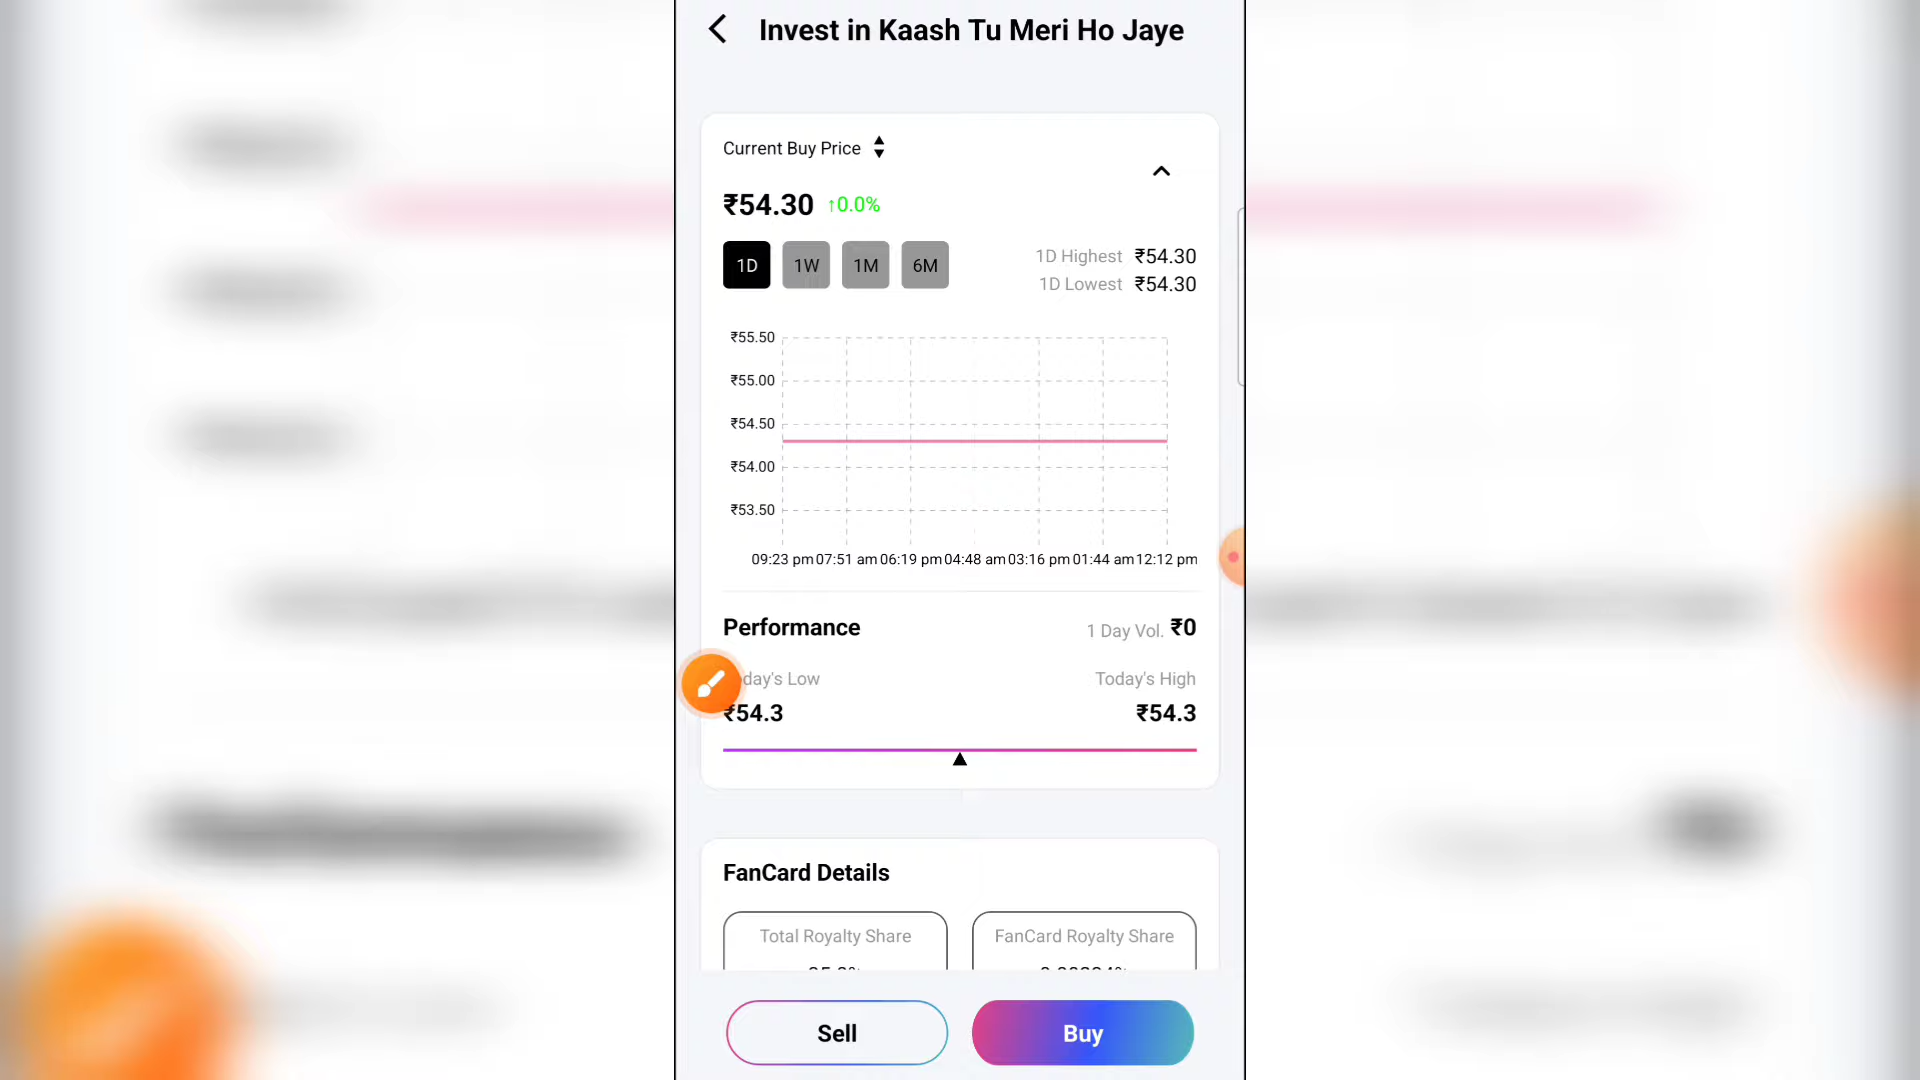 Invest in Kaash Tu Meri Ho Jaye
Current Buy Price
₹54.30 ↑0.0%
1D 1W 1M 6M
1D Highest ₹54.30
1D Lowest ₹54.30
₹55.50
₹55.00
₹54.50
₹54.00
₹53.50
09:23 pm 07:51 am 06:19 pm 04:48 am 03:16 pm 01:44 am 12:12 pm
Performance 1 Day Vol. ₹0
day's Low Today's High
₹54.3 ₹54.3
FanCard Details
Total Royalty Share FanCard Royalty Share
Sell Buy